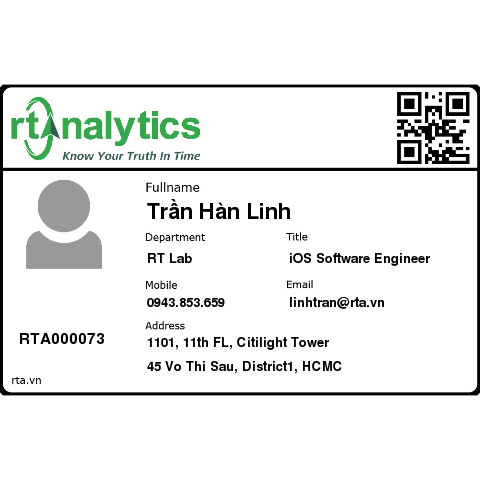 rtAnalytics
Know Your Truth In Time
Fullname
Trần Hàn Linh
Department
Title
RT Lab
iOS Software Engineer
Mobile
Email
0943.853.659
linhtran@rta.vn
Address
RTA000073
1101, 11th FL, Citilight Tower
45 Vo Thi Sau, District1, HCMC
rta.vn